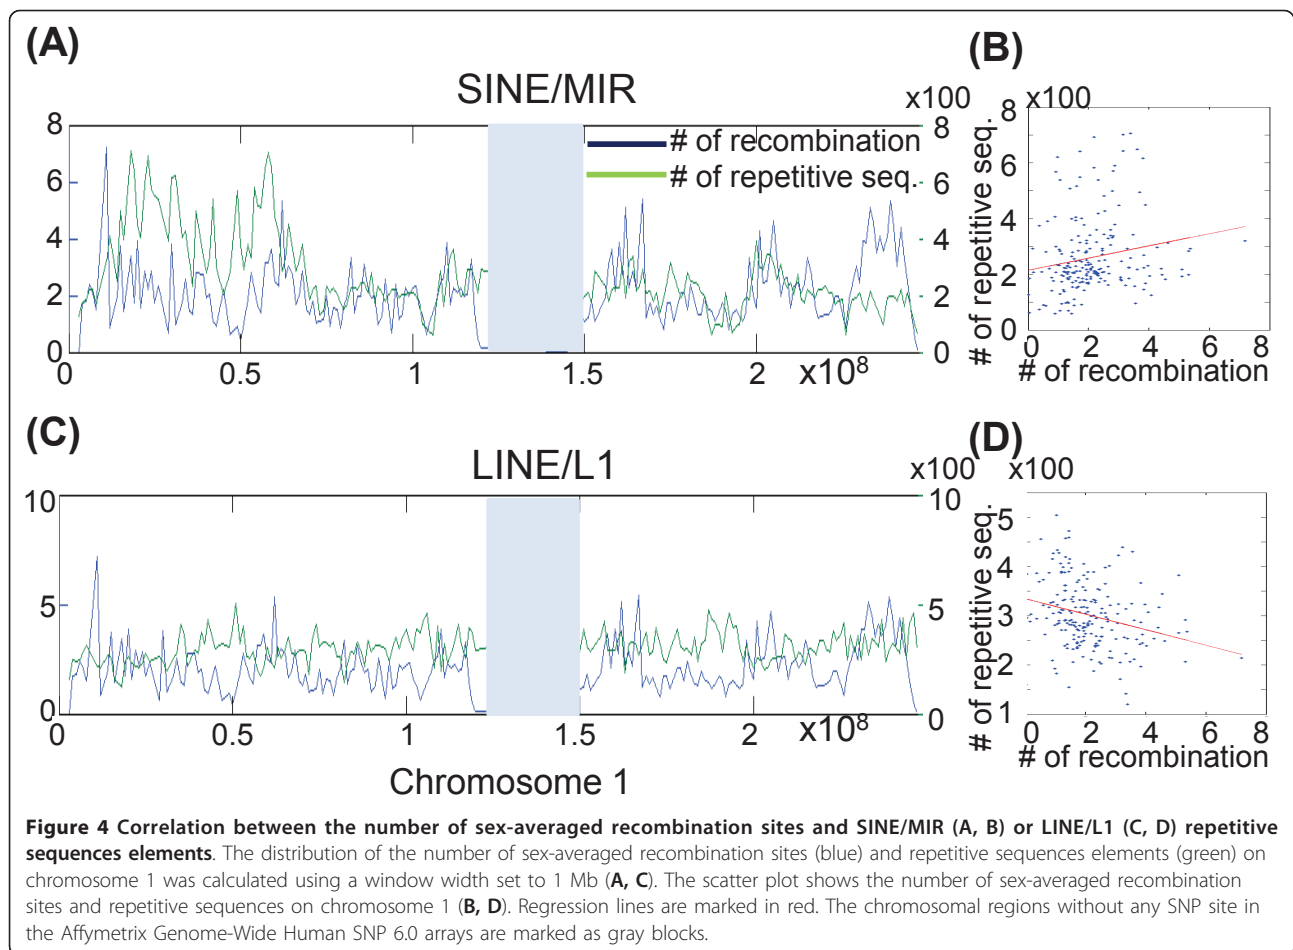 (A)
SINE/MIR
x100
8
6
4
2
0
# of recombination
# of repetitive seq.
8
6
4
2
0
0
0.5
1
1.5
2
x10⁸
(B)
x100
8
6
4
2
0
# of repetitive seq.
0
2
4
6
8
# of recombination
(C)
LINE/L1
x100
10
5
0
10
5
0
0
0.5
1
1.5
2
x10⁸
Chromosome 1
(D)
x100
5
4
3
2
1
# of repetitive seq.
0
2
4
6
8
# of recombination
Figure 4 Correlation between the number of sex-averaged recombination sites and SINE/MIR (A, B) or LINE/L1 (C, D) repetitive
sequences elements. The distribution of the number of sex-averaged recombination sites (blue) and repetitive sequences elements (green) on
chromosome 1 was calculated using a window width set to 1 Mb (A, C). The scatter plot shows the number of sex-averaged recombination
sites and repetitive sequences on chromosome 1 (B, D). Regression lines are marked in red. The chromosomal regions without any SNP site in
the Affymetrix Genome-Wide Human SNP 6.0 arrays are marked as gray blocks.